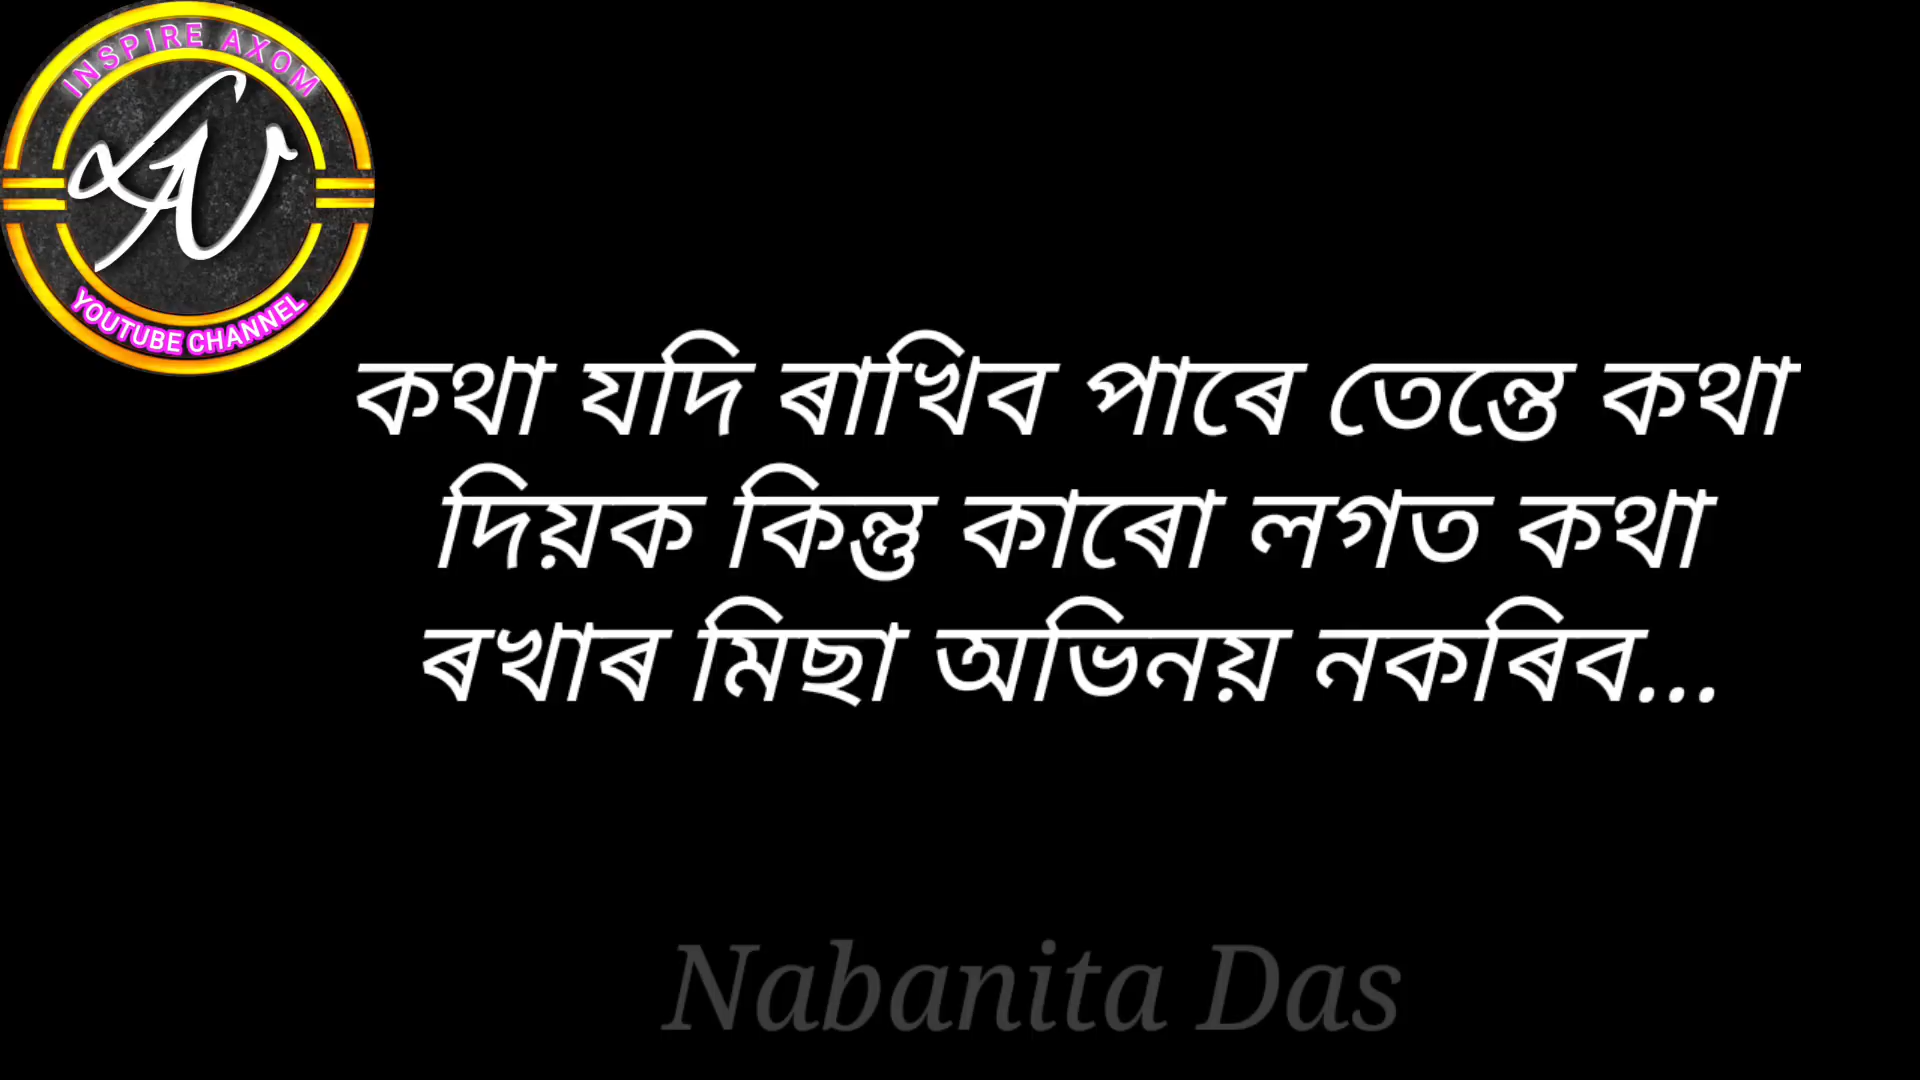 INSPIRE AXOM
YOUTUBE CHANNEL
কথা যদি ৰাখিব পাৰে তেন্তে কথা
দিয়ক কিন্তু কাৰো লগত কথা
ৰখাৰ মিছা অভিনয় নকৰিব...
Nabanita Das